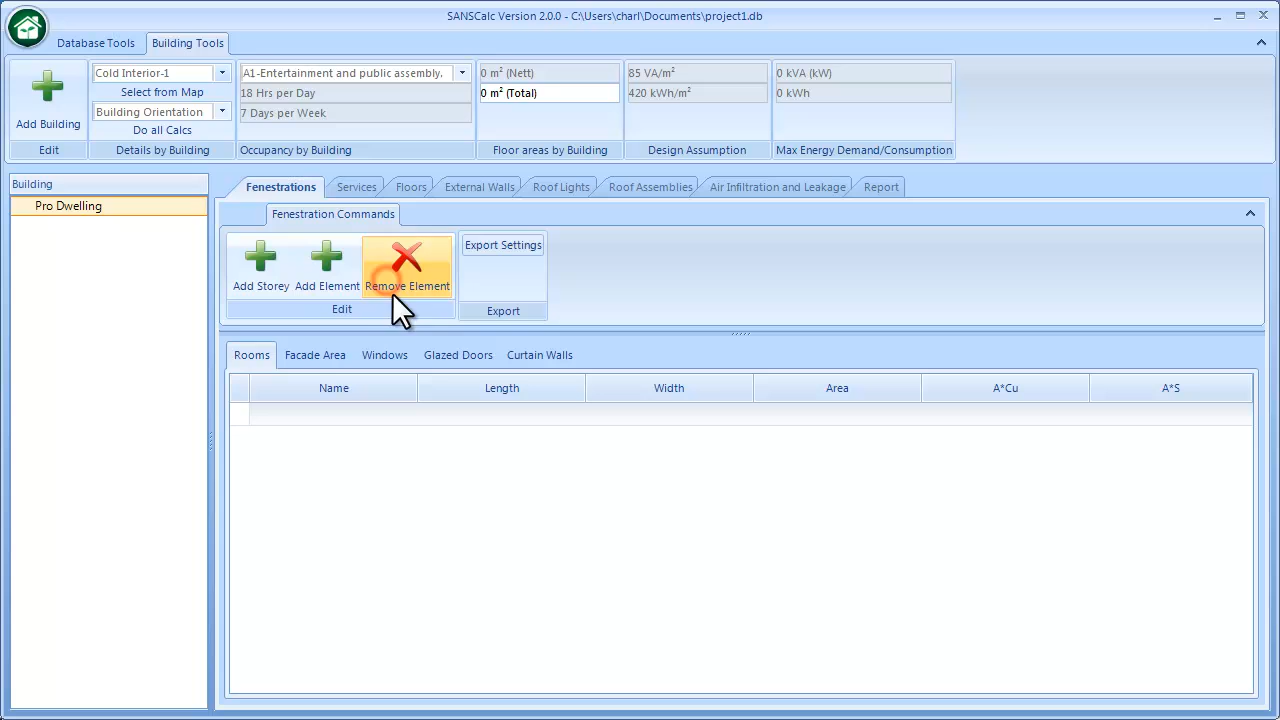 SANSCalc Version 2.0.0 - C:\Users\charl\Documents\project1.db
Database Tools
Building Tools
Add Building
Edit
Cold Interior-1
Select from Map
Building Orientation
Do all Calcs
Details by Building
A1-Entertainment and public assembly.
18 Hrs per Day
7 Days per Week
Occupancy by Building
0 m² (Nett)
0 m² (Total)
Floor areas by Building
85 VA/m²
420 kWh/m²
Design Assumption
0 kVA (kW)
0 kWh
Max Energy Demand/Consumption
Building
Pro Dwelling
Fenestrations
Services
Floors
External Walls
Roof Lights
Roof Assemblies
Air Infiltration and Leakage
Report
Fenestration Commands
Add Storey
Add Element
Remove Element
Edit
Export Settings
Export
Rooms
Facade Area
Windows
Glazed Doors
Curtain Walls
Name
Length
Width
Area
A*Cu
A*S